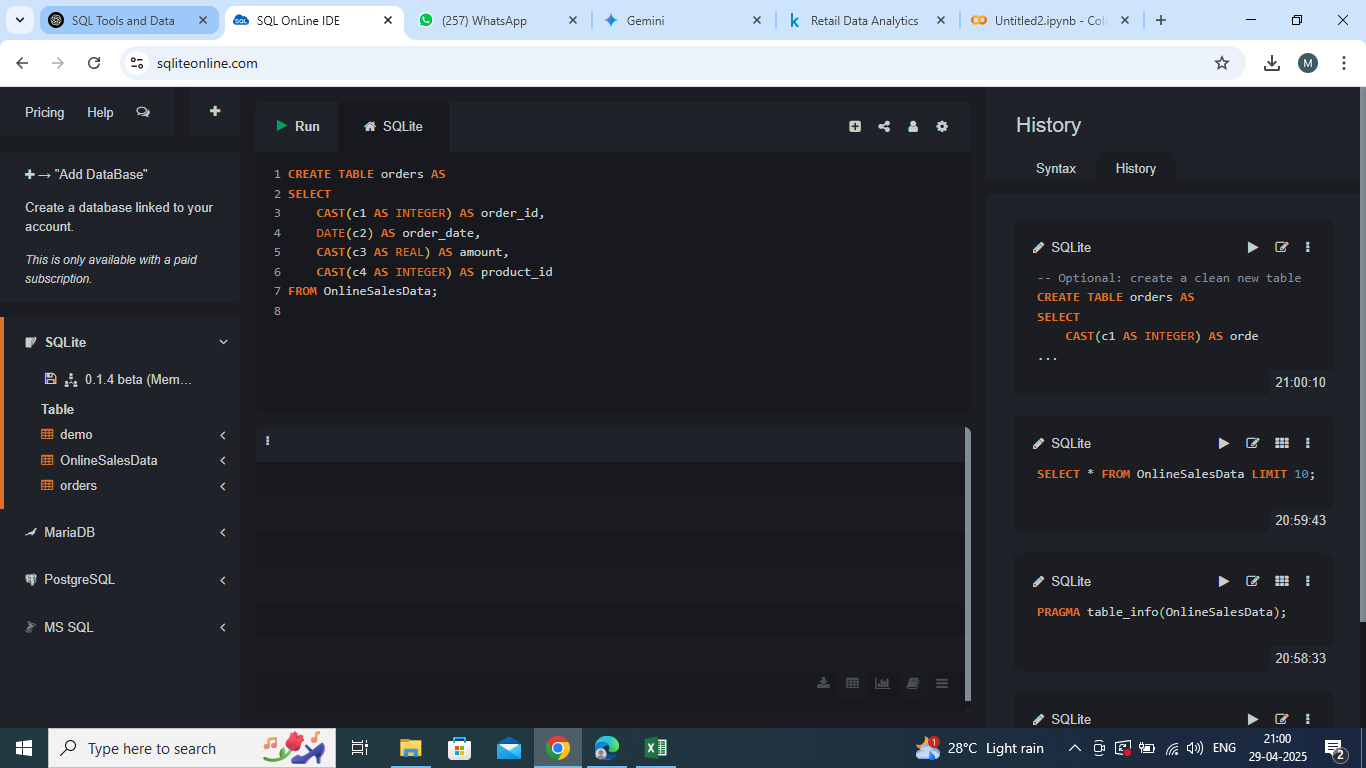 SQL Tools and Data
SQL OnLine IDE
(257) WhatsApp
Gemini
Retail Data Analytics
Untitled2.ipynb - Col
sqliteonline.com
M
Pricing
Help
Run
SQLite
History
Syntax
History
→ "Add DataBase"
Create a database linked to your
account.
This is only available with a paid
subscription.
SQLite
0.1.4 beta (Mem...
Table
demo
OnlineSalesData
orders
MariaDB
PostgreSQL
MS SQL
1 CREATE TABLE orders AS
2 SELECT
3 CAST(c1 AS INTEGER) AS order_id,
4 DATE(c2) AS order_date,
5 CAST(c3 AS REAL) AS amount,
6 CAST(c4 AS INTEGER) AS product_id
7 FROM OnlineSalesData;
8
SQLite
-- Optional: create a clean new table
CREATE TABLE orders AS
SELECT
CAST(c1 AS INTEGER) AS orde
...
21:00:10
SQLite
SELECT * FROM OnlineSalesData LIMIT 10;
20:59:43
SQLite
PRAGMA table_info(OnlineSalesData);
20:58:33
SQLite
Type here to search
1
28°C Light rain
ENG
21:00
29-04-2025
2